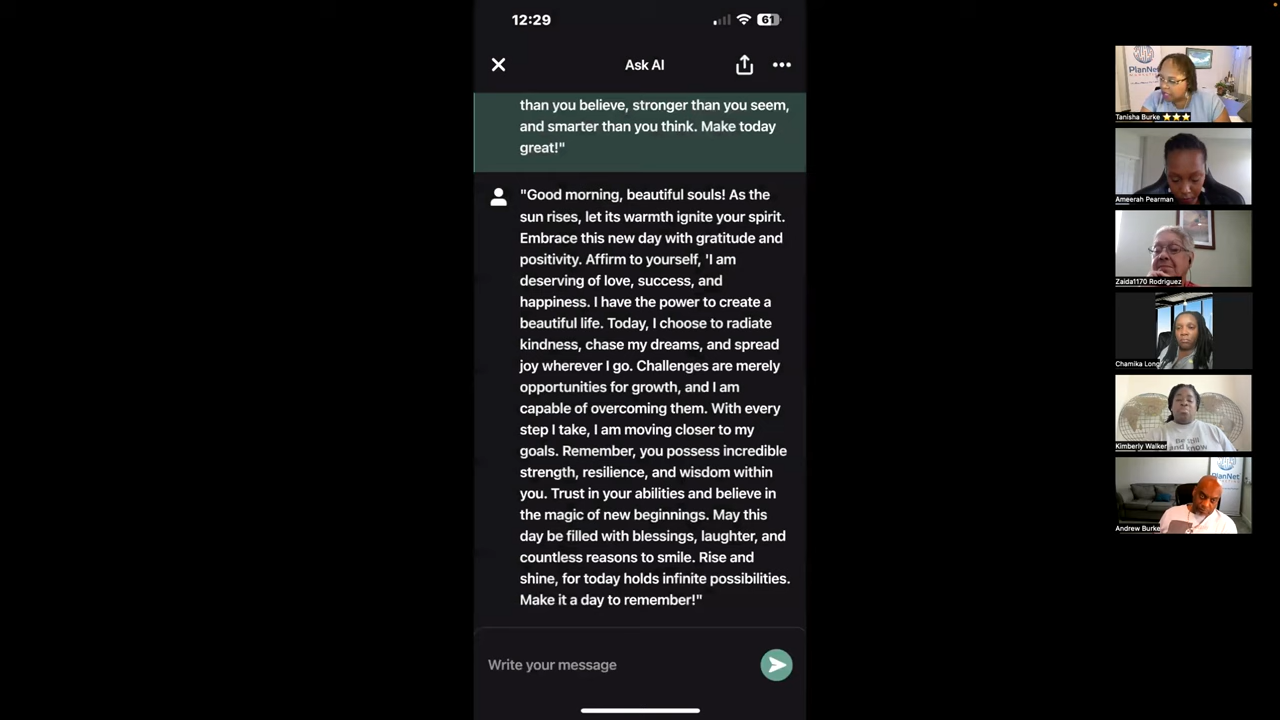 12:29
61
Ask AI
than you believe, stronger than you seem,
and smarter than you think. Make today
great!"
"Good morning, beautiful souls! As the
sun rises, let its warmth ignite your spirit.
Embrace this new day with gratitude and
positivity. Affirm to yourself, 'I am
deserving of love, success, and
happiness. I have the power to create a
beautiful life. Today, I choose to radiate
kindness, chase my dreams, and spread
joy wherever I go. Challenges are merely
opportunities for growth, and I am
capable of overcoming them. With every
step I take, I am moving closer to my
goals. Remember, you possess incredible
strength, resilience, and wisdom within
you. Trust in your abilities and believe in
the magic of new beginnings. May this
day be filled with blessings, laughter, and
countless reasons to smile. Rise and
shine, for today holds infinite possibilities.
Make it a day to remember!"
Write your message
PlanNet
Tanisha Burke
Ameerah Pearman
Zaida1170 Rodriguez
Chamika Long
Be still
and know
Kimberly Walker
PlanNet
Andrew Burke